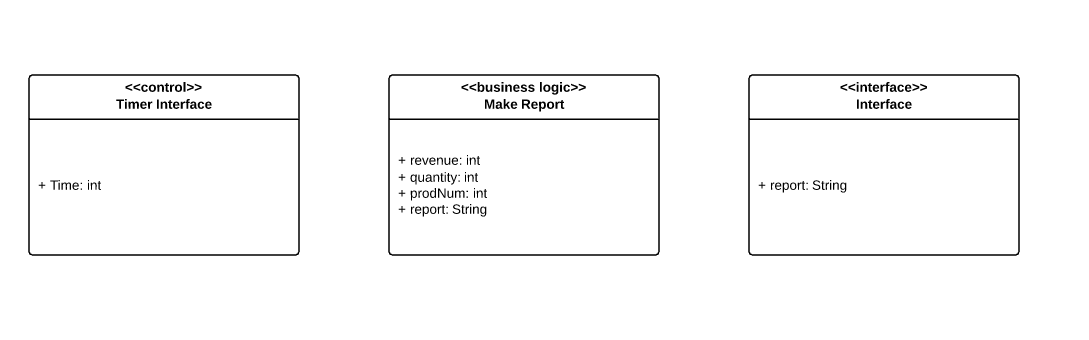 <<control>>
Timer Interface
+ Time: int
<<business logic>>
Make Report
+ revenue: int
+ quantity: int
+ prodNum: int
+ report: String
<<interface>>
Interface
+ report: String